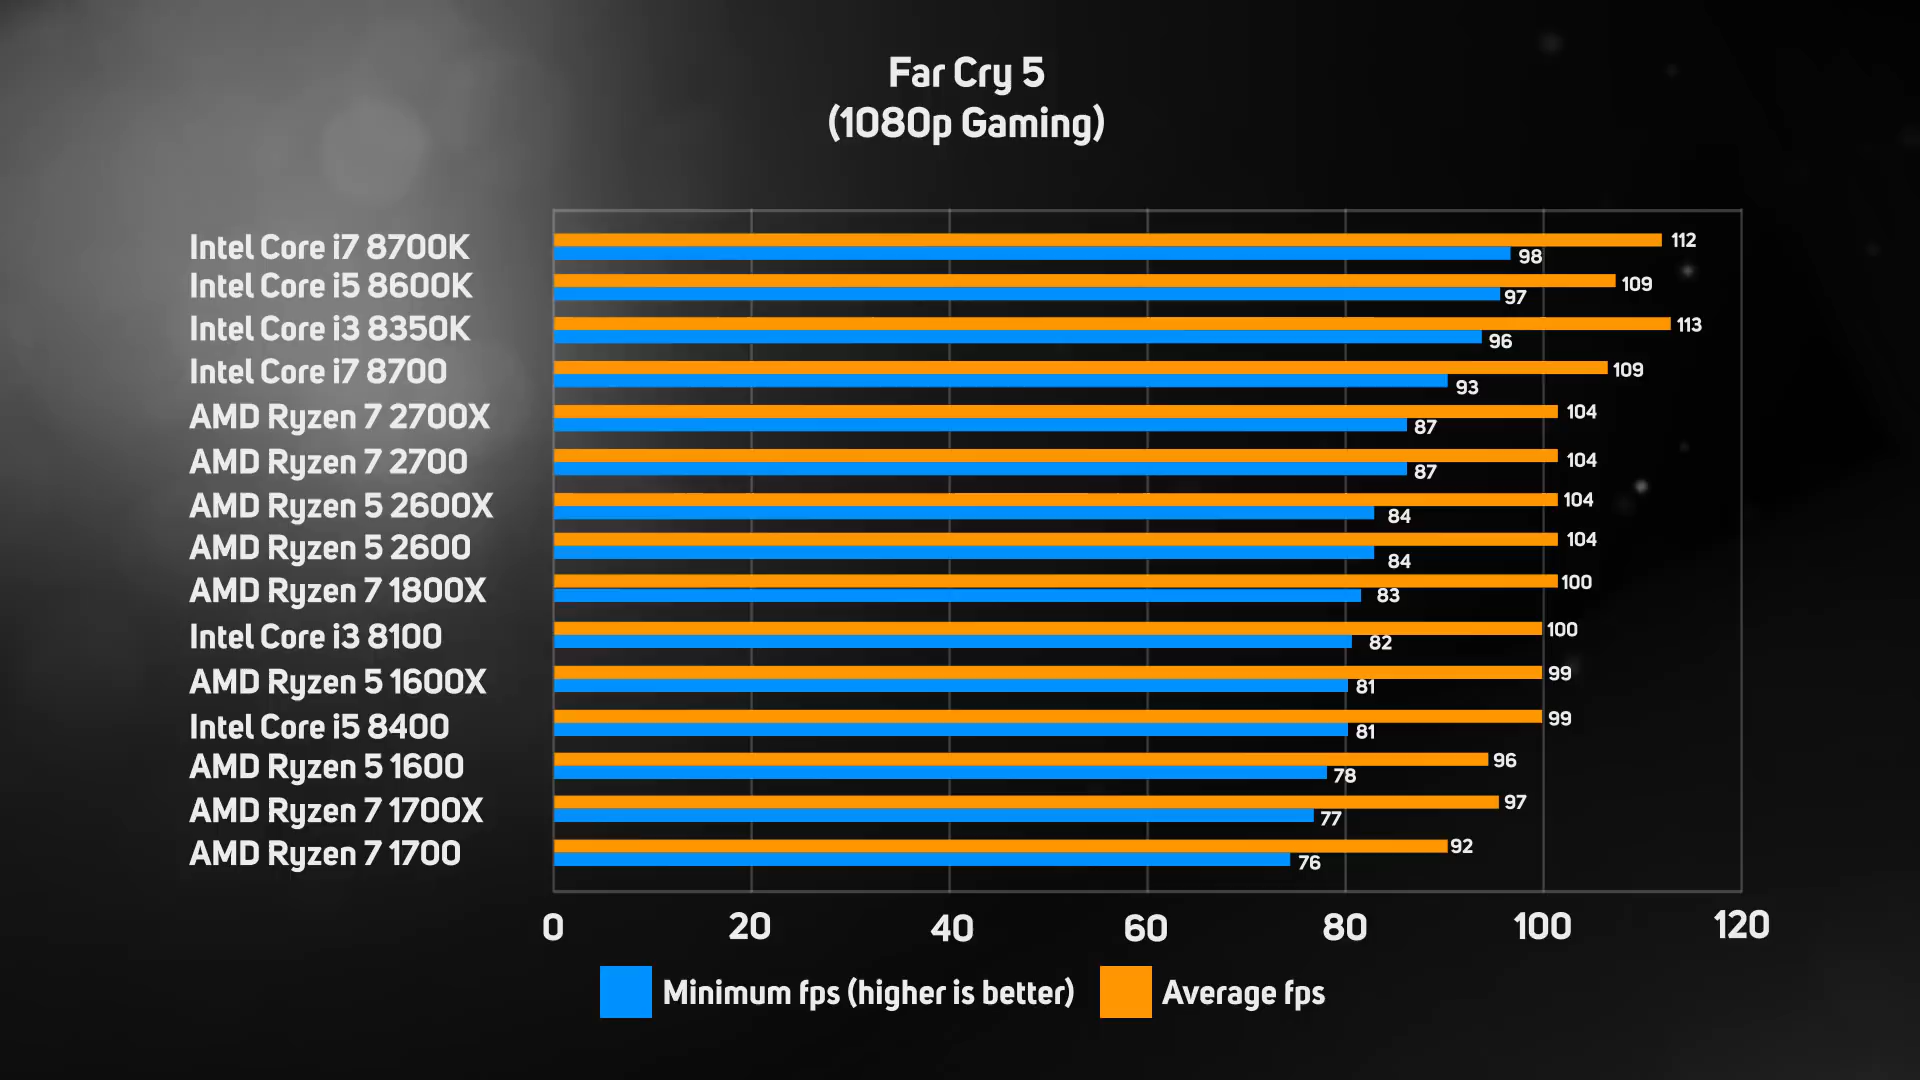 Far Cry 5
(1080p Gaming)
Intel Core i7 8700K 112
98
Intel Core i5 8600K 109
97
Intel Core i3 8350K 113
96
Intel Core i7 8700 109
93
AMD Ryzen 7 2700X 104
87
AMD Ryzen 7 2700 104
87
AMD Ryzen 5 2600X 104
84
AMD Ryzen 5 2600 104
84
AMD Ryzen 7 1800X 100
83
Intel Core i3 8100 100
82
AMD Ryzen 5 1600X 99
81
Intel Core i5 8400 99
81
AMD Ryzen 5 1600 96
78
AMD Ryzen 7 1700X 97
77
AMD Ryzen 7 1700 92
76
0 20 40 60 80 100 120
Minimum fps (higher is better) Average fps